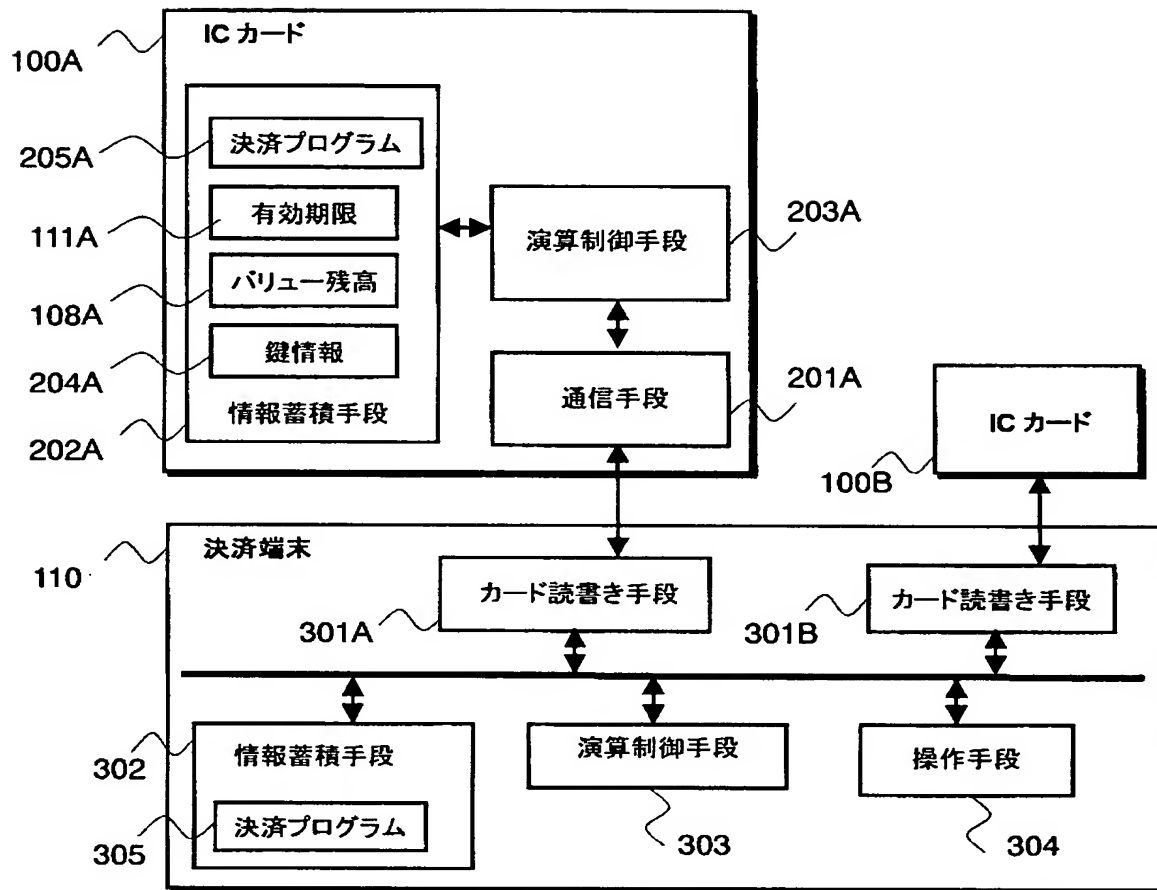 IC カード
100A
決済プログラム
205A
有効期限
111A
バリュー残高
108A
鍵情報
204A
情報蓄積手段
202A
演算制御手段
203A
通信手段
201A
IC カード
100B
決済端末
110
カード読書き手段
301A
カード読書き手段
301B
情報蓄積手段
302
決済プログラム
305
演算制御手段
303
操作手段
304